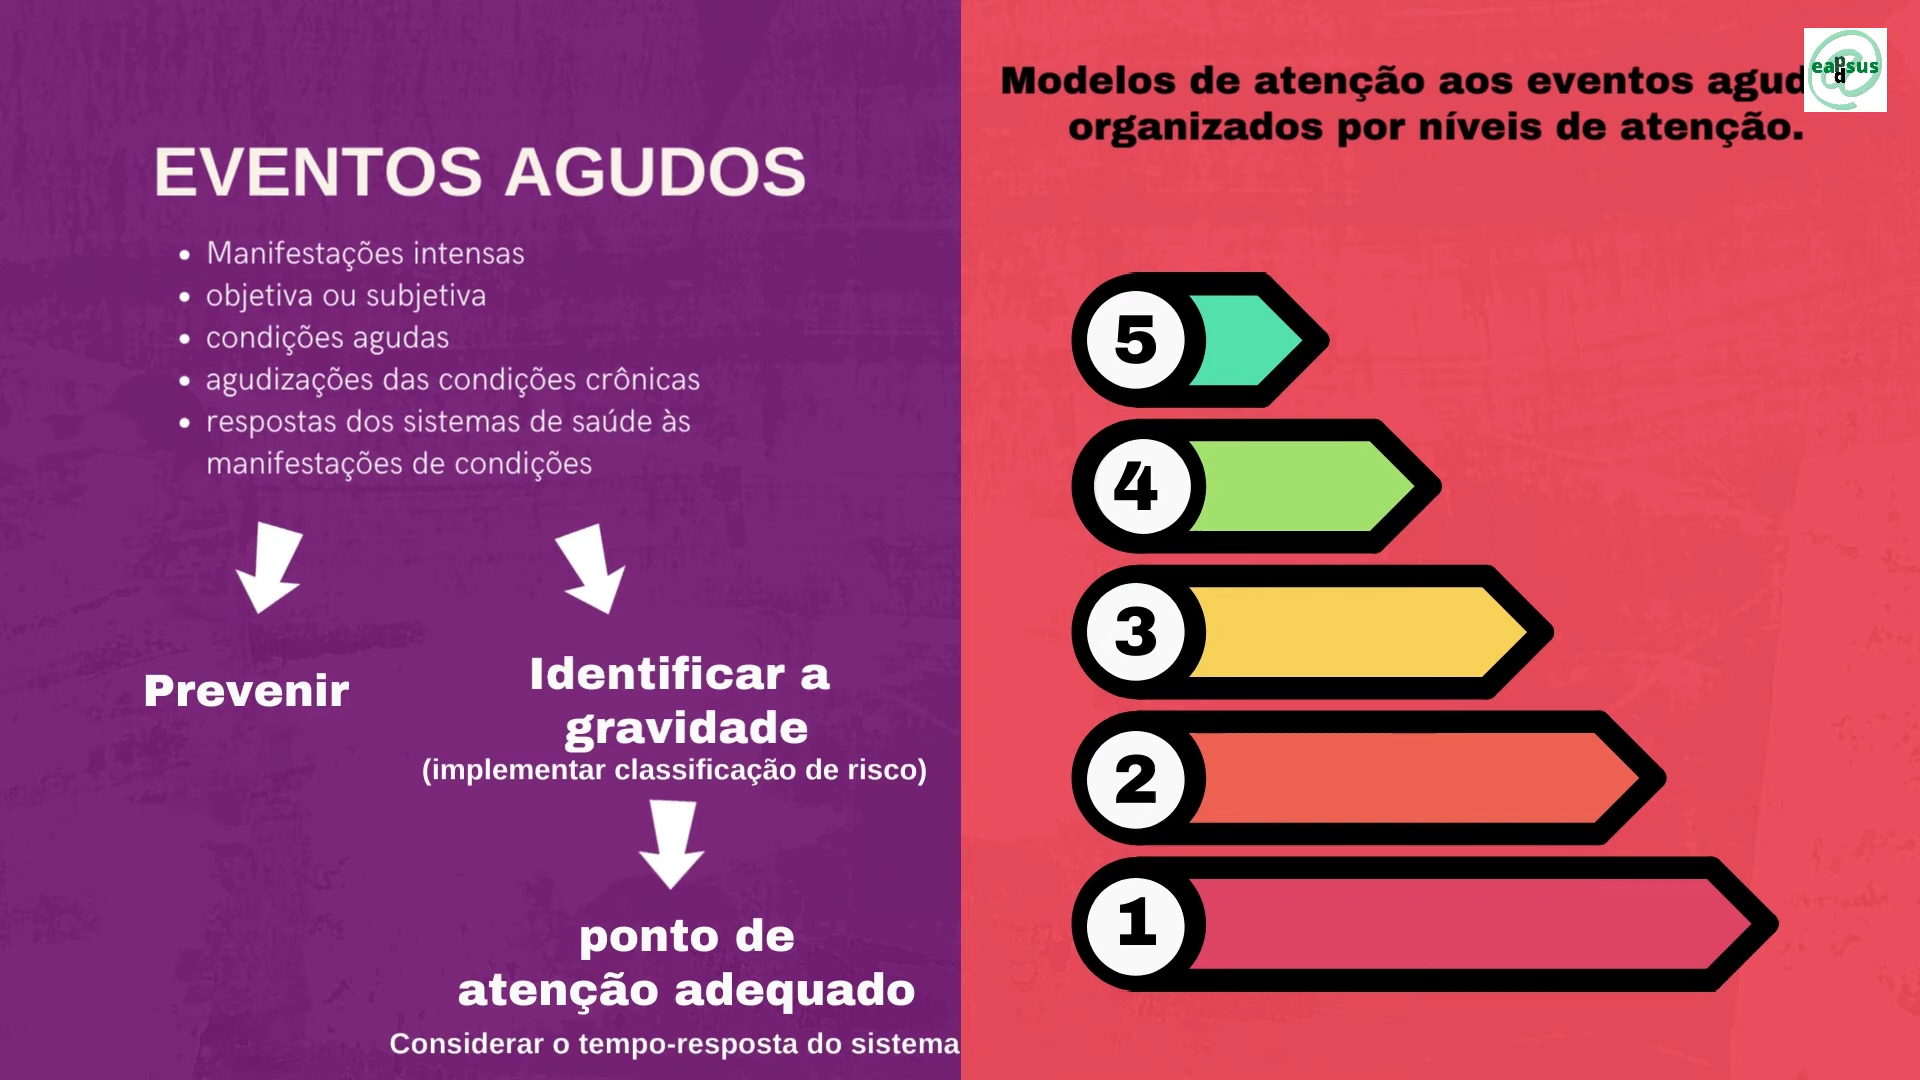 EVENTOS AGUDOS
Manifestações intensas
objetiva ou subjetiva
condições agudas
agudizações das condições crônicas
respostas dos sistemas de saúde às
manifestações de condições
Prevenir
Identificar a
gravidade
(implementar classificação de risco)
ponto de
atenção adequado
Considerar o tempo-resposta do sistema
Modelos de atenção aos eventos agud
organizados por níveis de atenção.
5
4
3
2
1